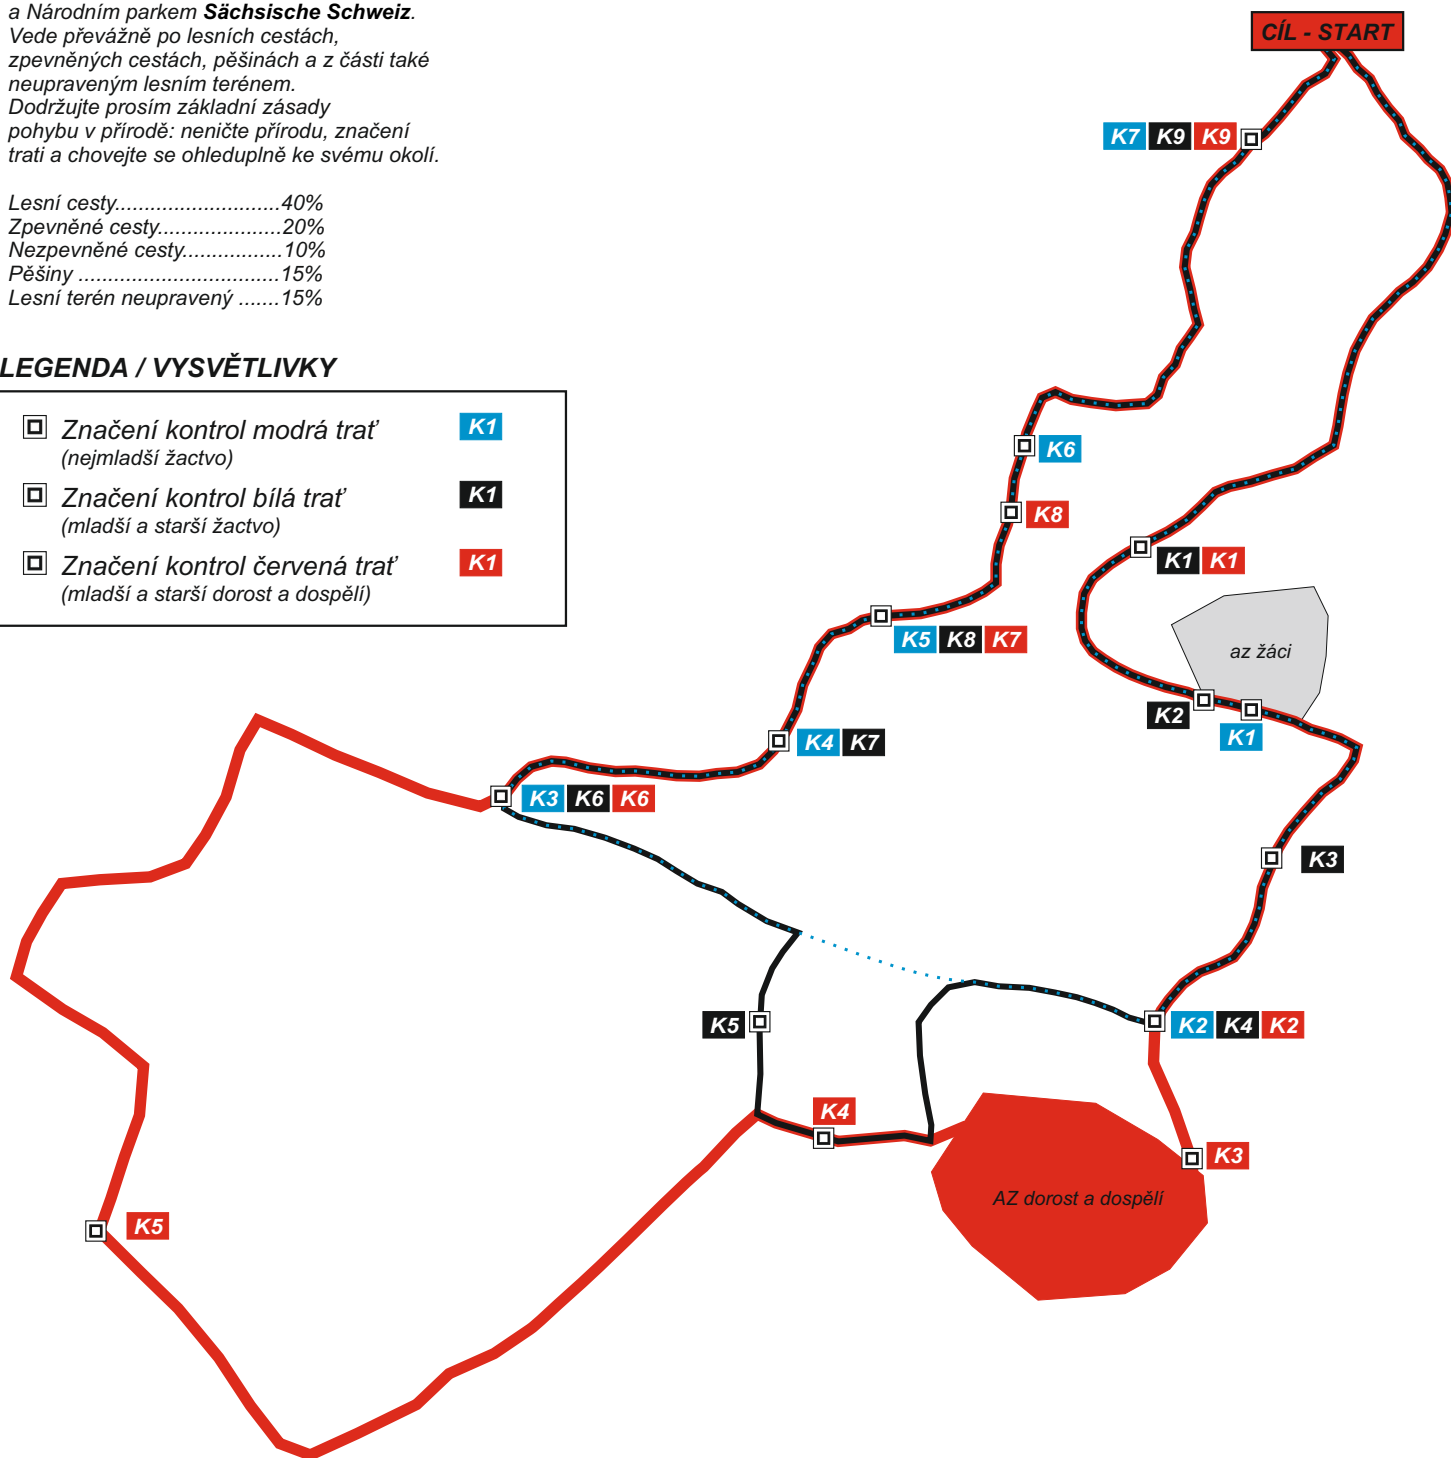 a Národním parkem Sächsische Schweiz.
Vede převážně po lesních cestách,
zpevněných cestách, pěšinách a z části také
neupraveným lesním terénem.
Dodržujte prosím základní zásady
pohybu v přírodě: neničte přírodu, značení
trati a chovejte se ohleduplně ke svému okolí.
Lesní cesty............................40%
Zpevněné cesty.....................20%
Nezpevněné cesty.................10%
Pěšiny ..................................15%
Lesní terén neupravený .......15%
LEGENDA / VYSVĚTLIVKY
Značení kontrol modrá trať K1
(nejmladší žactvo)
Značení kontrol bílá trať K1
(mladší a starší žactvo)
Značení kontrol červená trať K1
(mladší a starší dorost a dospělí)
CÍL - START
K7 K9 K9
K6
K8
K1 K1
K5 K8 K7
az žáci
K2
K1
K4 K7
K3 K6 K6
K3
K5
K2 K4 K2
K4
K3
AZ dorost a dospělí
K5